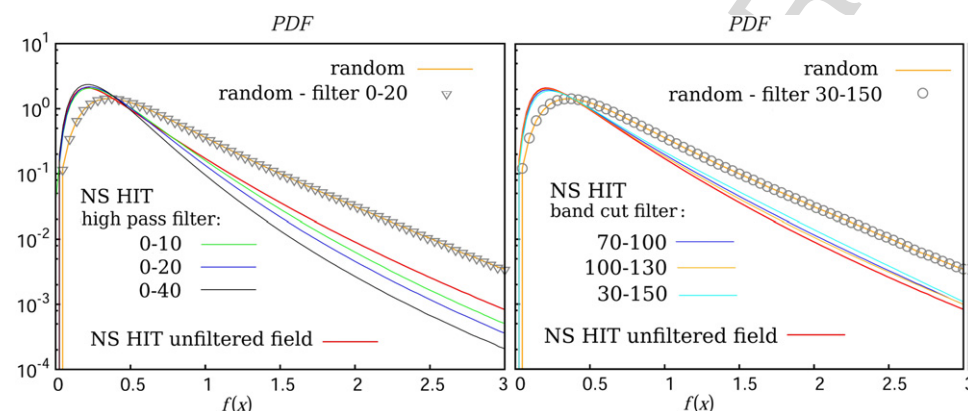 PDF
PDF
10^1
10^0
10^-1
10^-2
10^-3
10^-4
random
random - filter 0-20
NS HIT
high pass filter:
0-10
0-20
0-40
NS HIT unfiltered field
0
0.5
1
1.5
2
2.5
3
f(x)
random
random - filter 30-150
NS HIT
band cut filter:
70-100
100-130
30-150
NS HIT unfiltered field
0
0.5
1
1.5
2
2.5
3
f(x)